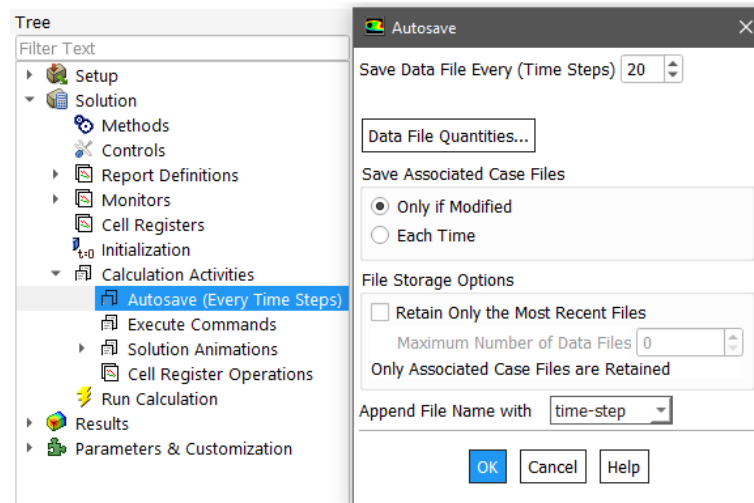 Tree
Filter Text
Setup
Solution
Methods
Controls
Report Definitions
Monitors
Cell Registers
t=0 Initialization
Calculation Activities
Autosave (Every Time Steps)
Execute Commands
Solution Animations
Cell Register Operations
Run Calculation
Results
Parameters & Customization
Autosave
Save Data File Every (Time Steps) 20
Data File Quantities...
Save Associated Case Files
Only if Modified
Each Time
File Storage Options
Retain Only the Most Recent Files
Maximum Number of Data Files 0
Only Associated Case Files are Retained
Append File Name with time-step
OK Cancel Help